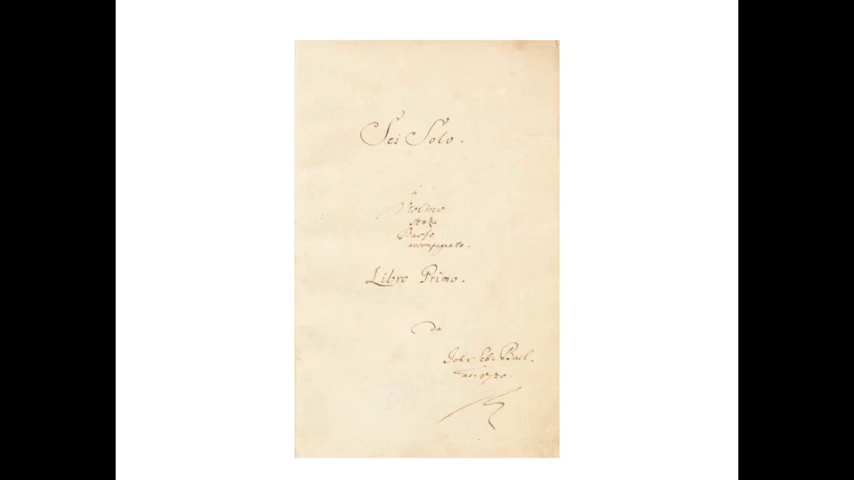 Sei Solo.
â
Violino
senza
Basso
accompagnato.
Libro Primo.
da
Joh: Seb: Bach.
ao. 1720.